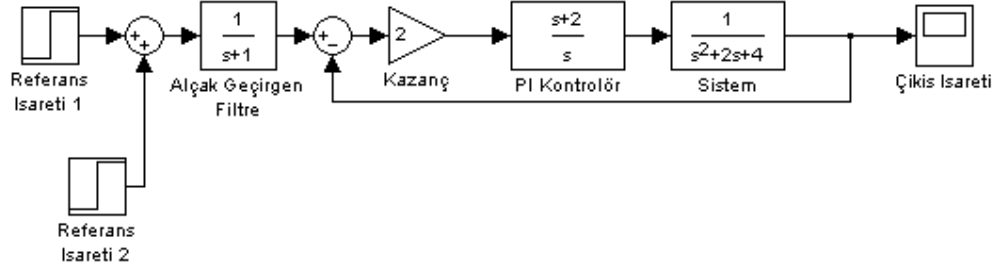 Referans
Isareti 1
+
+
1
s+1
Alçak Geçirgen
Filtre
+
−
2
Kazanç
s+2
s
PI Kontrolör
1
s²+2s+4
Sistem
Çikis Isareti
Referans
Isareti 2